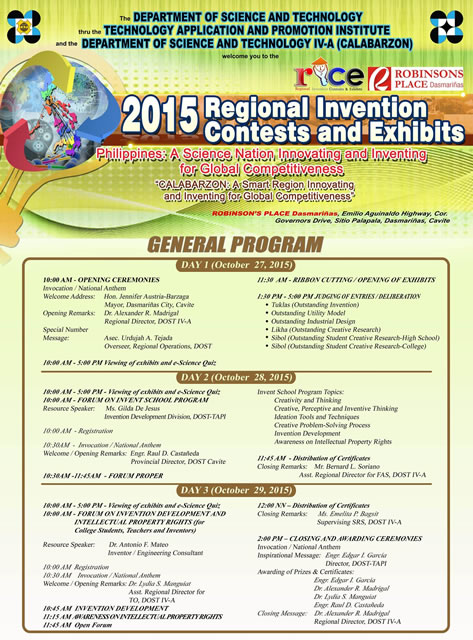 The DEPARTMENT OF SCIENCE AND TECHNOLOGY
thru the TECHNOLOGY APPLICATION AND PROMOTION INSTITUTE
and the DEPARTMENT OF SCIENCE AND TECHNOLOGY IV-A (CALABARZON)
welcome you to the
rice
Regional Invention Contests & Exhibits
ROBINSONS
PLACE Dasmariñas
2015 Regional Invention
Contests and Exhibits
Philippines: A Science Nation Innovating and Inventing
for Global Competitiveness
"CALABARZON: A Smart Region Innovating
and Inventing for Global Competitiveness"
ROBINSON'S PLACE Dasmariñas, Emilio Aguinaldo Highway, Cor.
Governors Drive, Sitio Palapala, Dasmariñas, Cavite
GENERAL PROGRAM
DAY 1 (October 27, 2015)
10:00 AM - OPENING CEREMONIES
Invocation / National Anthem
Welcome Address: Hon. Jennifer Austria-Barzaga
Mayor, Dasmariñas City, Cavite
Opening Remarks: Dr. Alexander R. Madrigal
Regional Director, DOST IV-A
Special Number
Message: Asec. Urdujah A. Tejada
Overseer, Regional Operations, DOST
10:00 AM - 5:00 PM Viewing of exhibits and e-Science Quiz
11:30 AM - RIBBON CUTTING / OPENING OF EXHIBITS
1:30 PM - 5:00 PM JUDGING OF ENTRIES / DELIBERATION
• Tuklas (Outstanding Invention)
• Outstanding Utility Model
• Outstanding Industrial Design
• Likha (Outstanding Creative Research)
• Sibol (Outstanding Student Creative Research-High School)
• Sibol (Outstanding Student Creative Research-College)
DAY 2 (October 28, 2015)
10:00 AM - 5:00 PM - Viewing of exhibits and e-Science Quiz
10:00 AM - FORUM ON INVENT SCHOOL PROGRAM
Resource Speaker: Ms. Gilda De Jesus
Invention Development Division, DOST-TAPI
10:00 AM - Registration
10:30AM - Invocation / National Anthem
Welcome / Opening Remarks: Engr. Raul D. Castañeda
Provincial Director, DOST Cavite
10:30AM -11:45AM - FORUM PROPER
Invent School Program Topics:
Creativity and Thinking
Creative, Perceptive and Inventive Thinking
Ideation Tools and Techniques
Creative Problem-Solving Process
Invention Development
Awareness on Intellectual Property Rights
11:45 AM - Distribution of Certificates
Closing Remarks: Mr. Bernard L. Soriano
Asst. Regional Director for FAS, DOST IV-A
DAY 3 (October 29, 2015)
10:00 AM - 5:00 PM - Viewing of exhibits and e-Science Quiz
10:00 AM - FORUM ON INVENTION DEVELOPMENT AND
INTELLECTUAL PROPERTY RIGHTS (for
College Students, Teachers and Inventors)
Resource Speaker: Dr. Antonio F. Mateo
Inventor / Engineering Consultant
10:00 AM Registration
10:30 AM Invocation / National Anthem
Welcome / Opening Remarks: Dr. Lydia S. Manguiat
Asst. Regional Director for
TO, DOST IV-A
10:45 AM INVENTION DEVELOPMENT
11:15 AM AWARENESS ON INTELLECTUAL PROPERTY RIGHTS
11:45 AM Open Forum
12:00 NN – Distribution of Certificates
Closing Remarks: Ms. Emelita P. Bagsit
Supervising SRS, DOST IV-A
2:00 PM – CLOSING AND AWARDING CEREMONIES
Invocation / National Anthem
Inspirational Message: Engr. Edgar I. Garcia
Director, DOST-TAPI
Awarding of Prizes & Certificates:
Engr. Edgar I. Garcia
Dr. Alexander R. Madrigal
Dr. Lydia S. Manguiat
Engr. Raul D. Castañeda
Closing Message: Dr. Alexander R. Madrigal
Regional Director, DOST IV-A